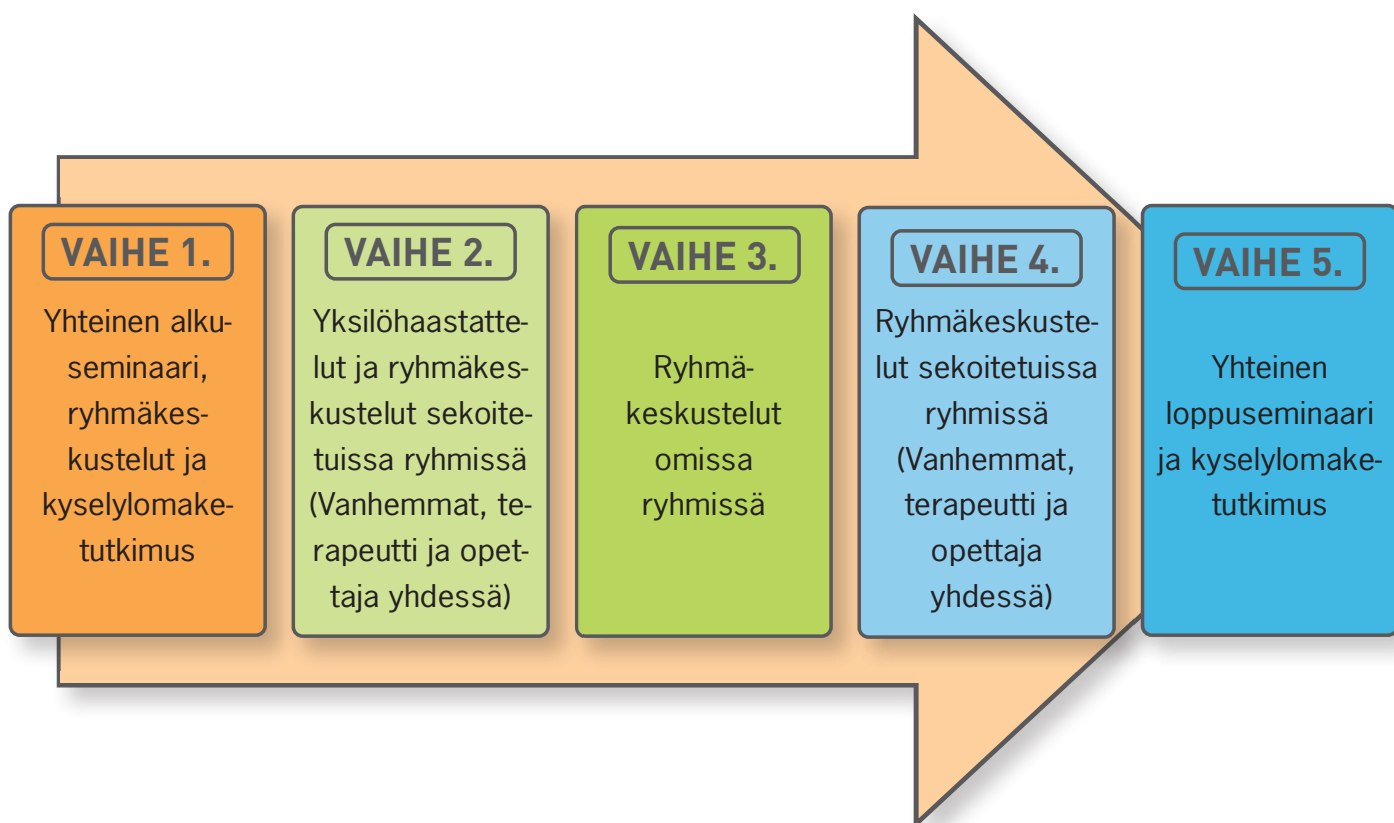 VAIHE 1.
Yhteinen alku-
seminaari,
ryhmäkes-
kustelut ja
kyselylomake-
tutkimus
VAIHE 2.
Yksilöhaastatte-
lut ja ryhmäkes-
kustelut sekoite-
tuissa ryhmissä
(Vanhemmat, te-
rapeutti ja opet-
taja yhdessä)
VAIHE 3.
Ryhmä-
keskustelut
omissa
ryhmissä
VAIHE 4.
Ryhmäkeskuste-
lut sekoitetuissa
ryhmissä
(Vanhemmat,
terapeutti ja
opettaja
yhdessä)
VAIHE 5.
Yhteinen
loppuseminaari
ja kyselylomake-
tutkimus